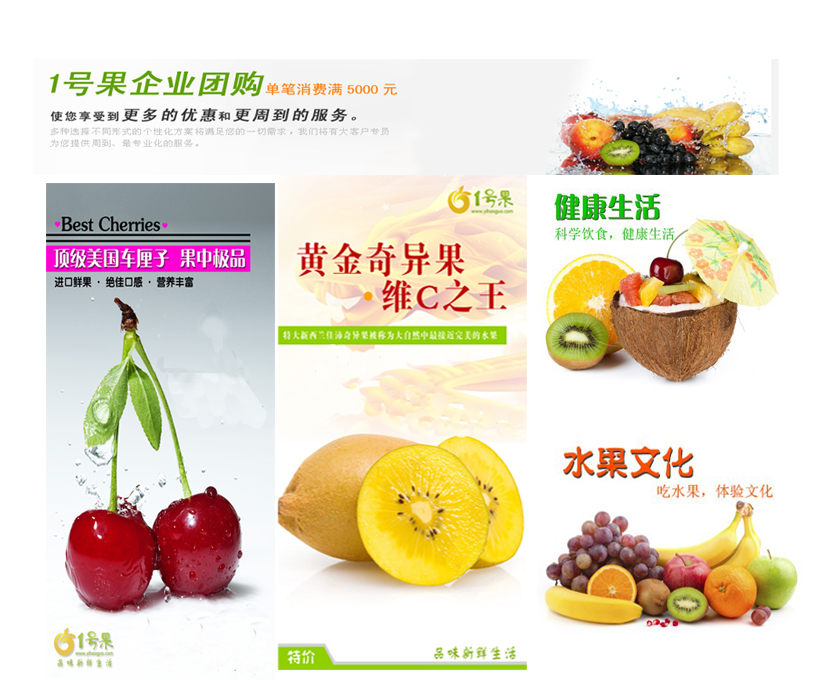 1号果企业团购单笔消费满 5000 元
使您享受到更多的优惠和更周到的服务。
多种选择不同形式的个性化方案将满足您的一切需求，我们将有大客户专员
为您提供周到、最专业化的服务。
Best Cherries
顶级美国车厘子 果中极品
进口鲜果 · 绝佳口感 · 营养丰富
1号果
www.yihaoguo.com
品味新鲜生活
1号果
www.yihaoguo.com
黄金奇异果
·维C之王
特大新西兰佳沛奇异果被称为大自然中最接近完美的水果
特价
品味新鲜生活
健康生活
科学饮食，健康生活
水果文化
吃水果，体验文化